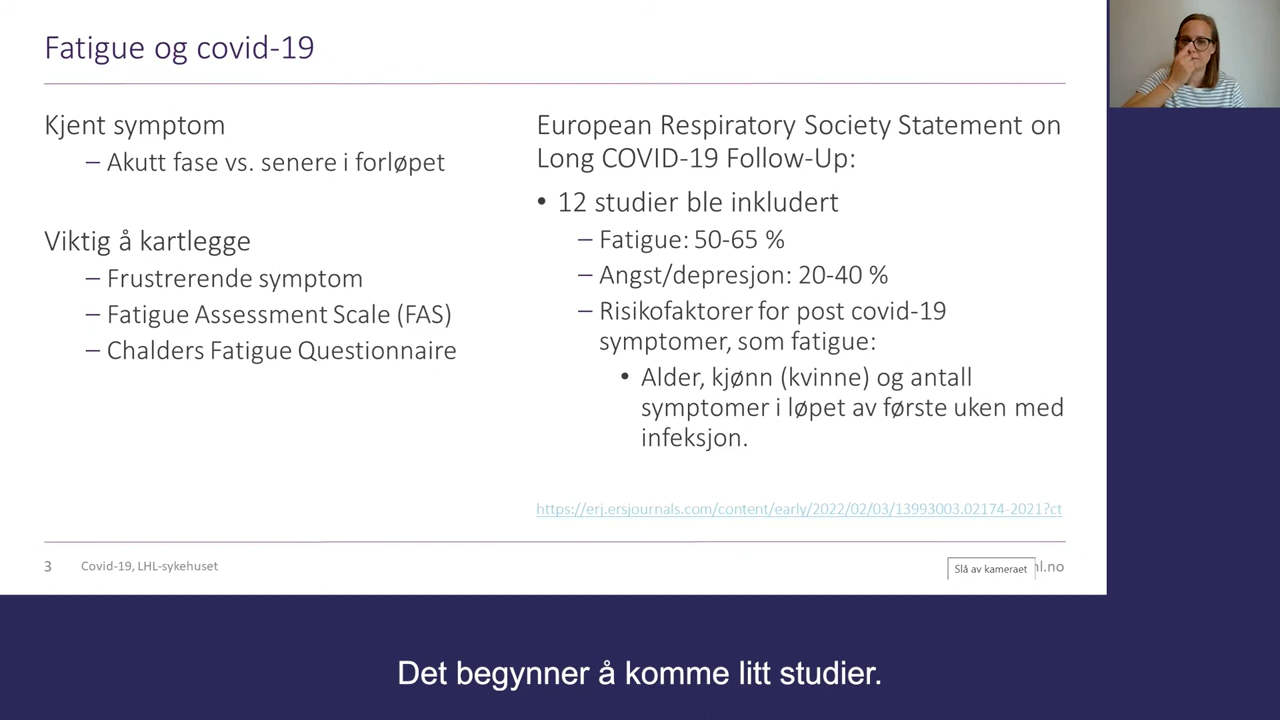 Fatigue og covid-19
Kjent symptom
– Akutt fase vs. senere i forløpet
Viktig å kartlegge
– Frustrerende symptom
– Fatigue Assessment Scale (FAS)
– Chalders Fatigue Questionnaire
European Respiratory Society Statement on
Long COVID-19 Follow-Up:
• 12 studier ble inkludert
– Fatigue: 50-65 %
– Angst/depresjon: 20-40 %
– Risikofaktorer for post covid-19
symptomer, som fatigue:
• Alder, kjønn (kvinne) og antall
symptomer i løpet av første uken med
infeksjon.
https://erj.ersjournals.com/content/early/2022/02/03/13993003.02174-2021?ct
3 Covid-19, LHL-sykehuset
Slå av kameraet
hl.no
Det begynner å komme litt studier.